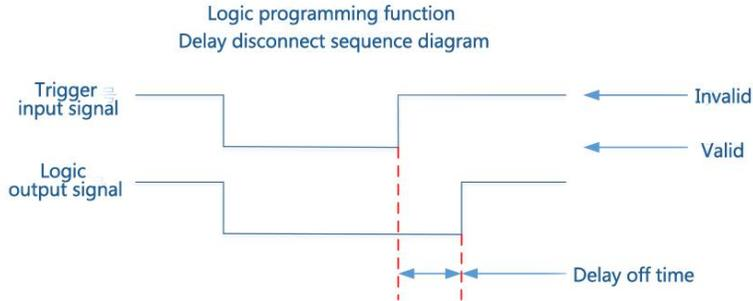 Logic programming function
Delay disconnect sequence diagram
Trigger
input signal
Invalid
Valid
Logic
output signal
Delay off time